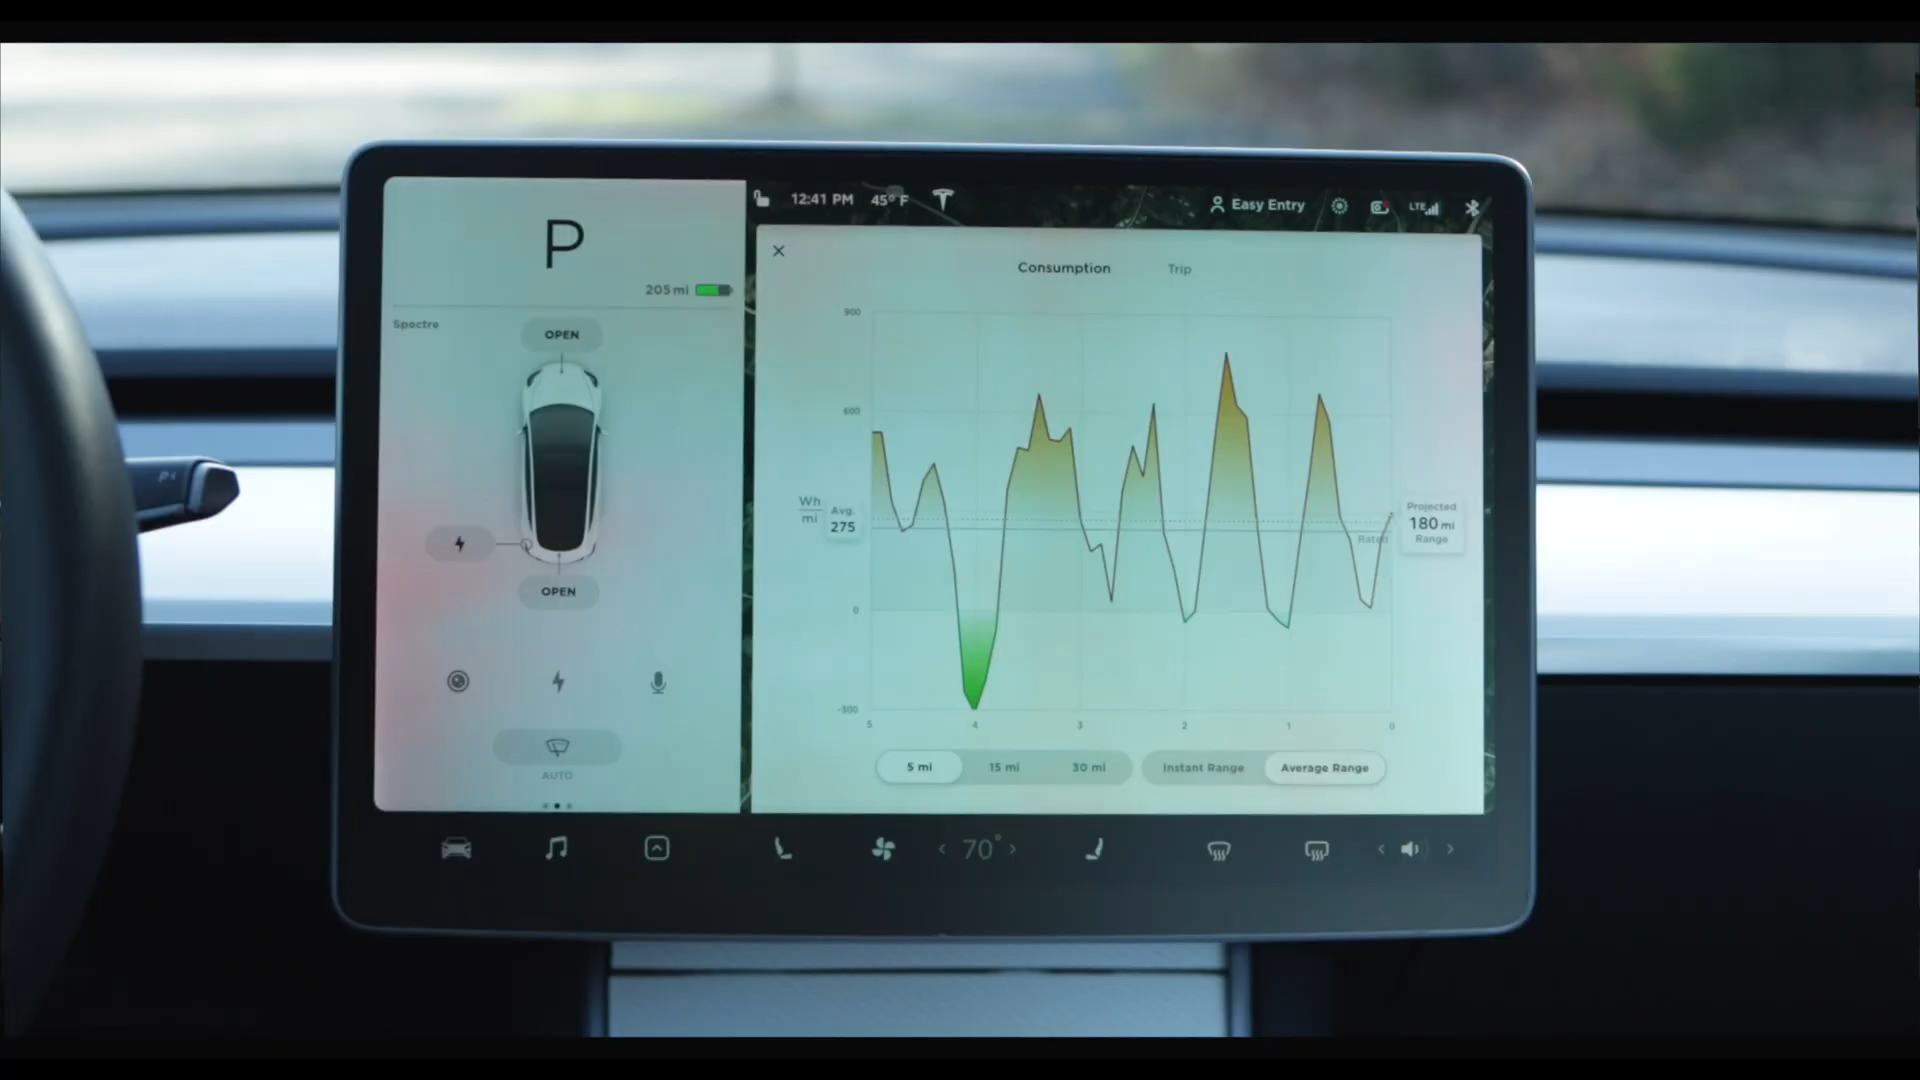 P
205 mi
Spectre
OPEN
OPEN
AUTO
12:41 PM 45° F
Easy Entry
LTE
Consumption Trip
900
600
Wh
mi
Avg.
275
Projected
180 mi
Range
Rated
0
-300
5 4 3 2 1 0
5 mi 15 mi 30 mi
Instant Range Average Range
70°
P